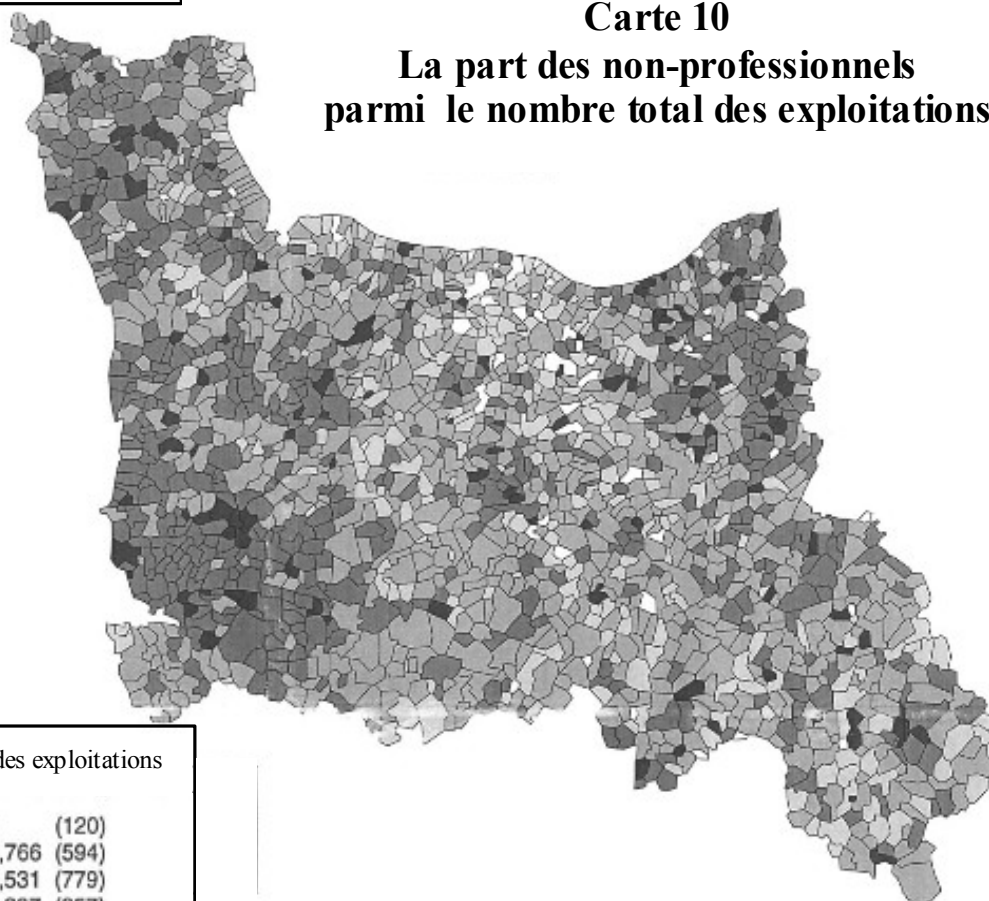 Carte 10
La part des non-professionnels
parmi le nombre total des exploitations
des exploitations
(120)
,766 (594)
,531 (779)